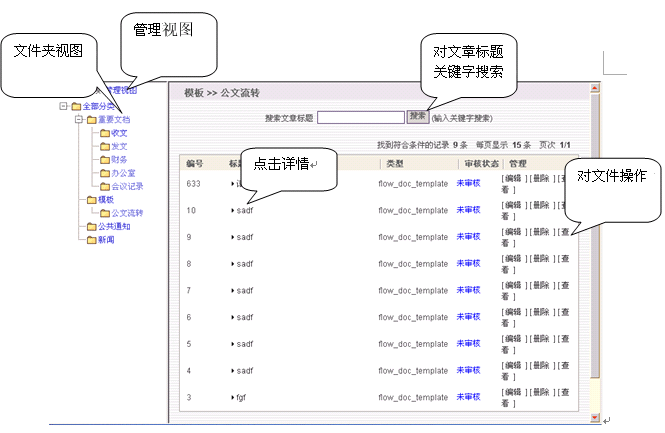 管理视图
文件夹视图
对文章标题
关键字搜索
管理视图
模板 >> 公文流转
全部分类
重要文档
收文
发文
财务
办公室
会议记录
模板
公文流转
公共通知
新闻
搜索文章标题 搜索 (输入关键字搜索)
找到符合条件的记录 9 条 每页显示 15 条 页次 1/1
编号 类型 审核状态 管理
点击详情
对文件操作
633 flow_doc_template 未审核 [ 编辑 ] [ 删除 ] [ 查看 ]
10 sadf flow_doc_template 未审核 [ 编辑 ] [ 删除 ] [ 查看 ]
9 sadf flow_doc_template 未审核 [ 编辑 ] [ 删除 ] [ 查看 ]
8 sadf flow_doc_template 未审核 [ 编辑 ] [ 删除 ] [ 查看 ]
7 sadf flow_doc_template 未审核 [ 编辑 ] [ 删除 ] [ 查看 ]
6 sadf flow_doc_template 未审核 [ 编辑 ] [ 删除 ] [ 查看 ]
5 sadf flow_doc_template 未审核 [ 编辑 ] [ 删除 ] [ 查看 ]
4 sadf flow_doc_template 未审核 [ 编辑 ] [ 删除 ] [ 查看 ]
3 fgf flow_doc_template 未审核 [ 编辑 ] [ 删除 ] [ 查看 ]